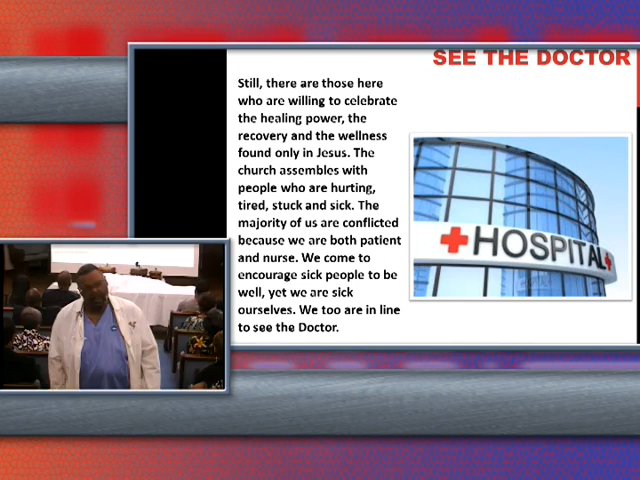 SEE THE DOCTOR
Still, there are those here
who are willing to celebrate
the healing power, the
recovery and the wellness
found only in Jesus. The
church assembles with
people who are hurting,
tired, stuck and sick. The
majority of us are conflicted
because we are both patient
and nurse. We come to
encourage sick people to be
well, yet we are sick
ourselves. We too are in line
to see the Doctor.
HOSPITAL